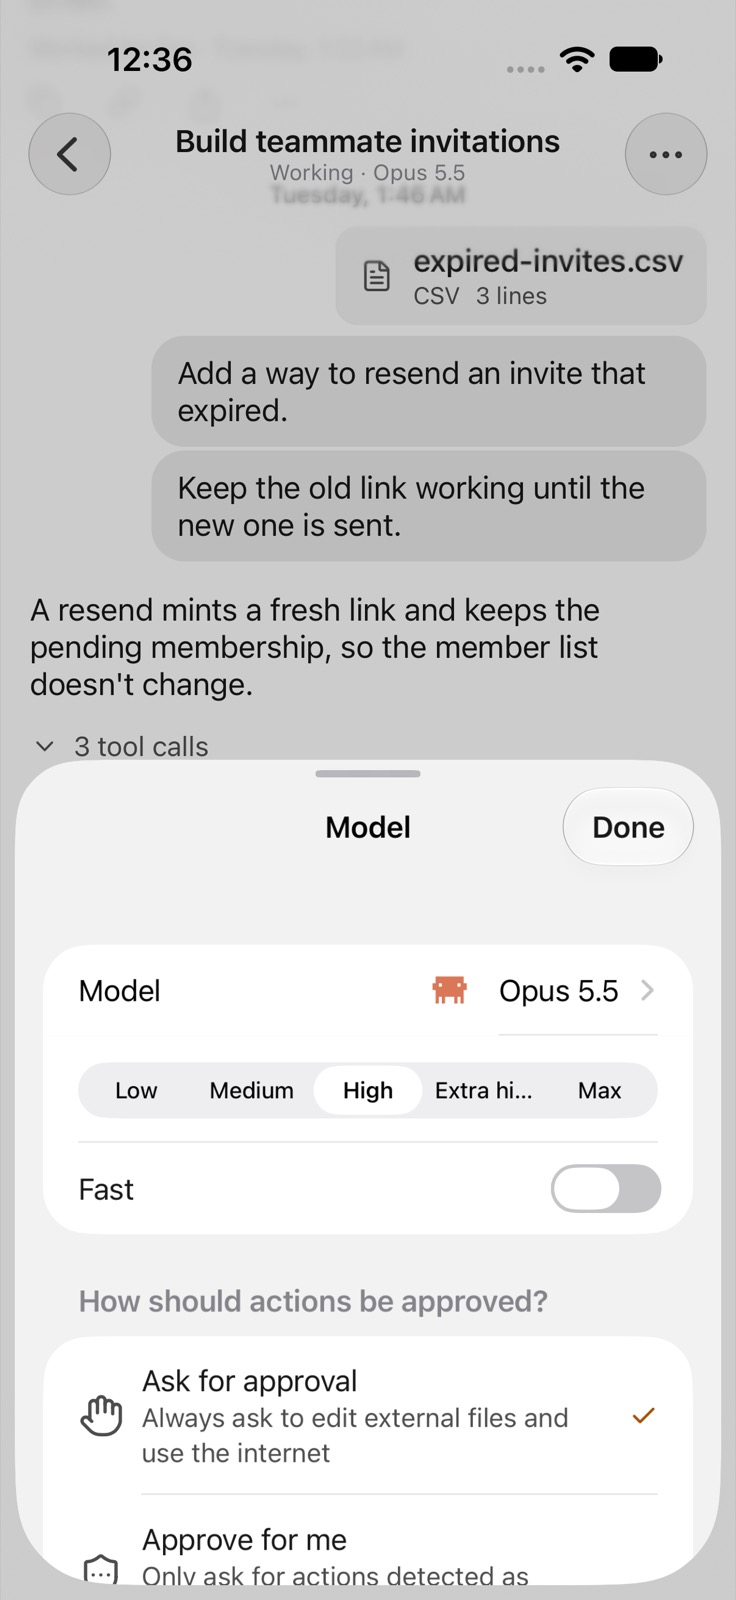 12:36
Build teammate invitations
Working · Opus 5.5
Tuesday, 1:46 AM
expired-invites.csv
CSV 3 lines
Add a way to resend an invite that
expired.
Keep the old link working until the
new one is sent.
A resend mints a fresh link and keeps the
pending membership, so the member list
doesn't change.
3 tool calls
Model
Done
Model
Opus 5.5
Low Medium High Extra hi... Max
Fast
How should actions be approved?
Ask for approval
Always ask to edit external files and
use the internet
Approve for me
Only ask for actions detected as